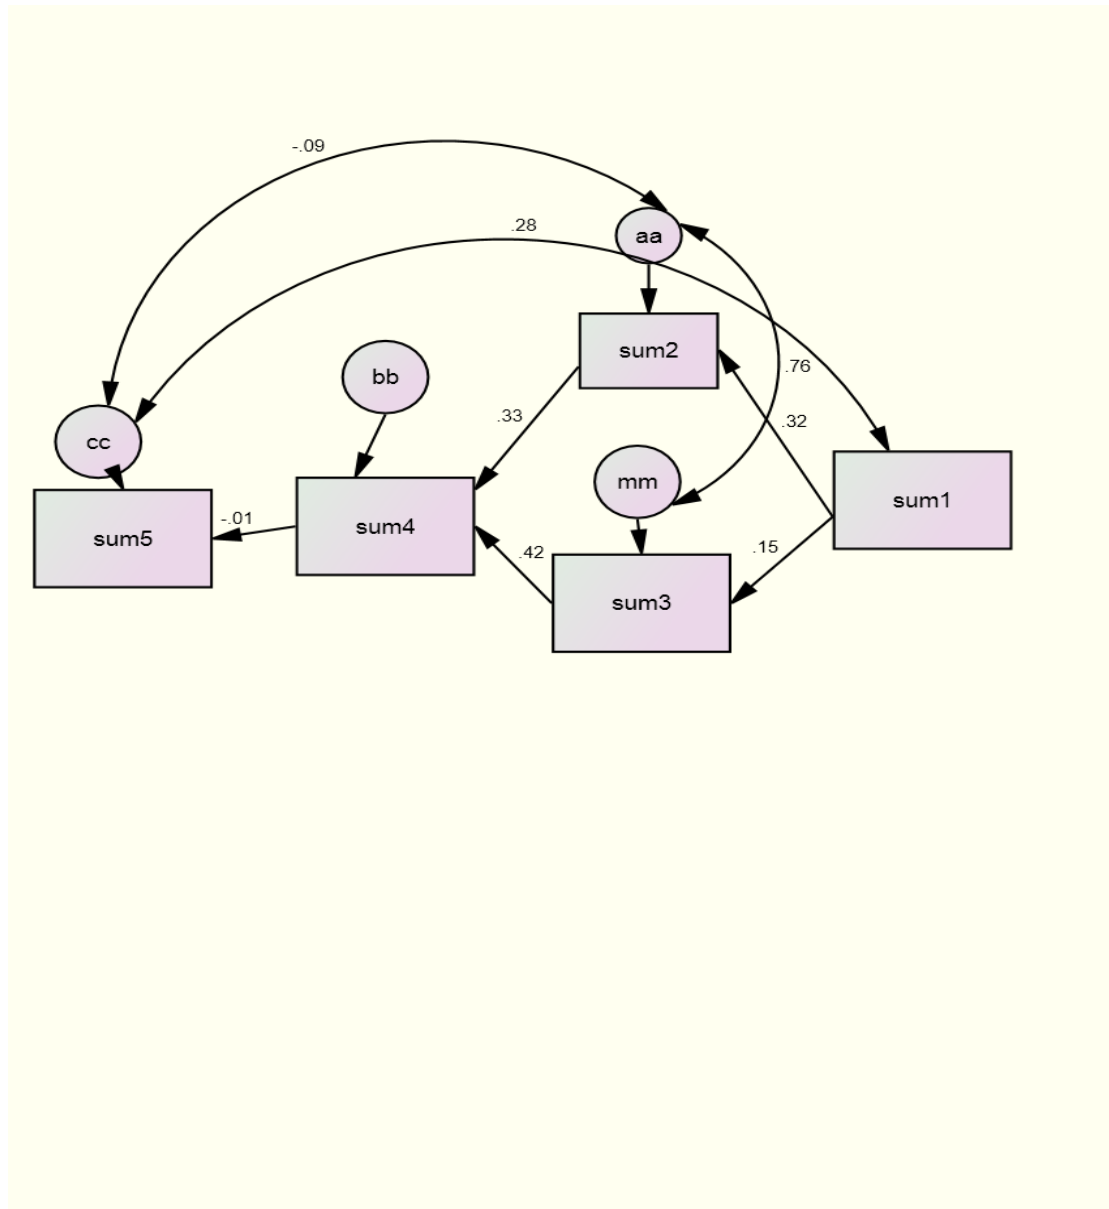 -.09
.28
aa
sum2
.76
bb
.33
.32
cc
mm
sum1
-.01
sum4
sum5
.42
.15
sum3